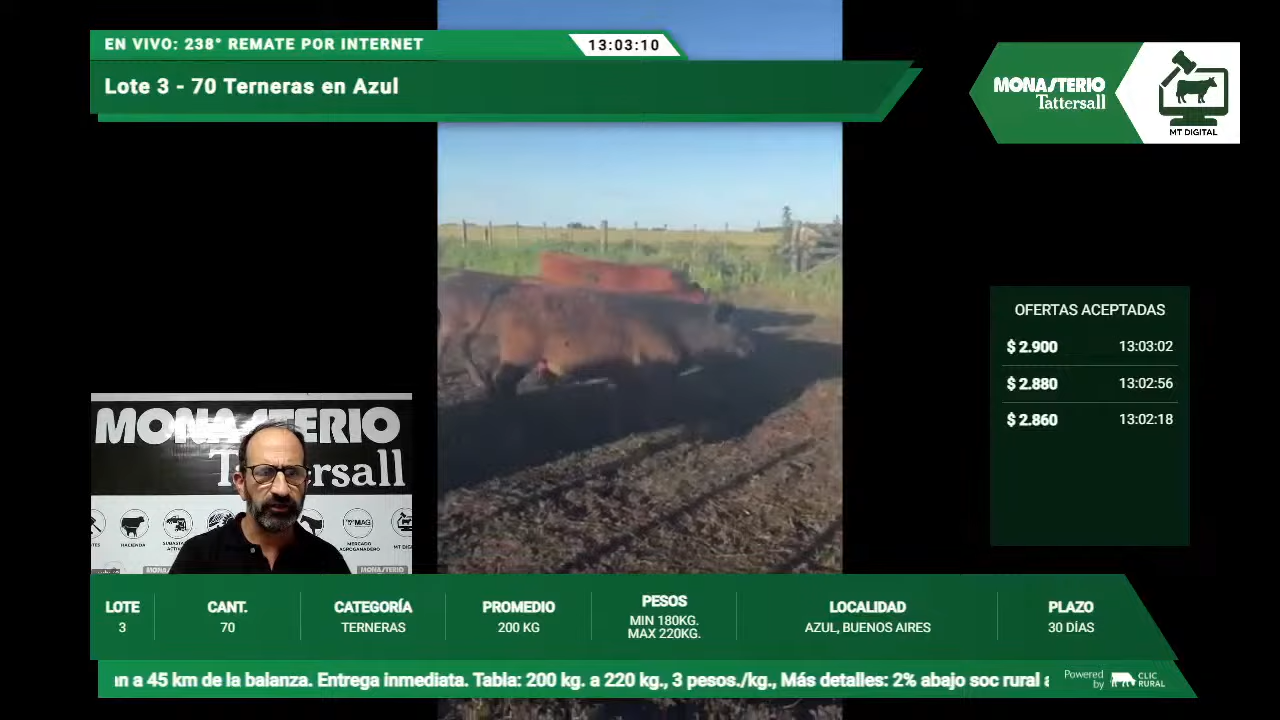 EN VIVO: 238° REMATE POR INTERNET
13:03:10
Lote 3 - 70 Terneras en Azul
MONASTERIO
Tattersall
MT DIGITAL
OFERTAS ACEPTADAS
$ 2.900 13:03:02
$ 2.880 13:02:56
$ 2.860 13:02:18
MONASTERIO
Tattersall
HACIENDA
MERCADO
AGROGANADERO
MONASTERIO
LOTE
3
CANT.
70
CATEGORÍA
TERNERAS
PROMEDIO
200 KG
PESOS
MIN 180KG.
MAX 220KG.
LOCALIDAD
AZUL, BUENOS AIRES
PLAZO
30 DÍAS
a 45 km de la balanza. Entrega inmediata. Tabla: 200 kg. a 220 kg., 3 pesos./kg., Más detalles: 2% abajo soc rural
Powered
by
CLIC
RURAL